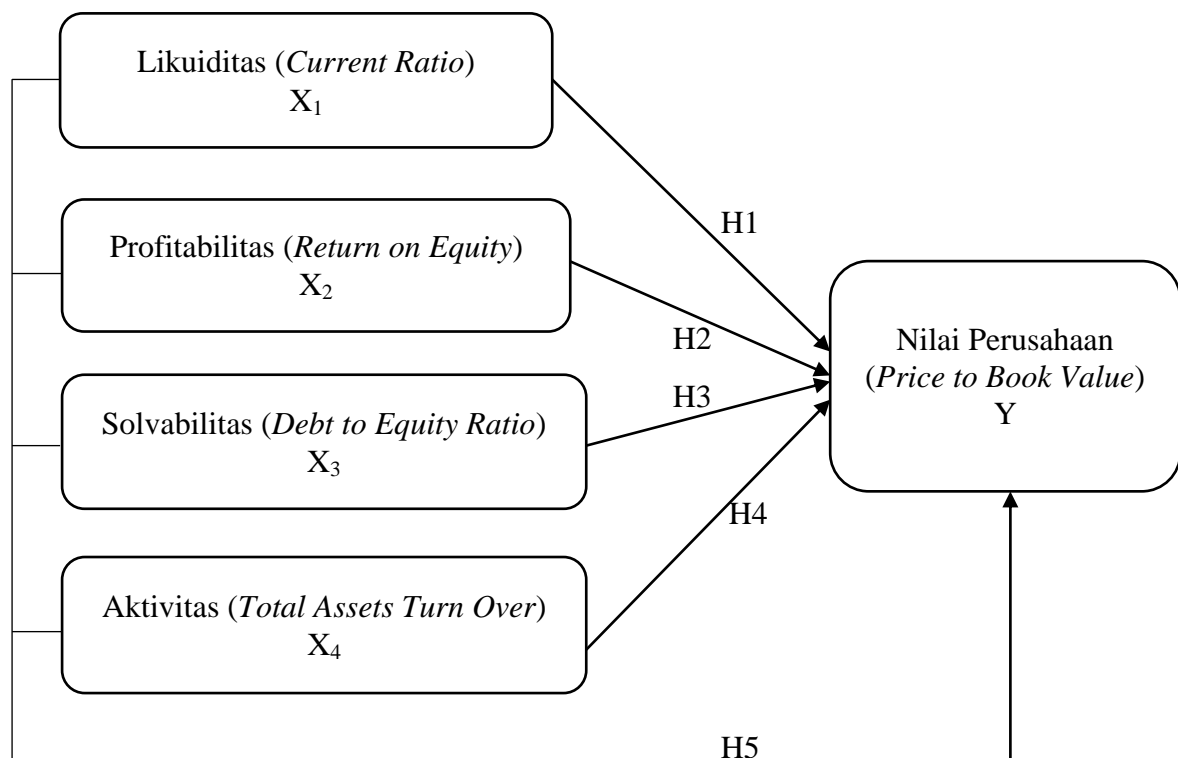 Likuiditas (Current Ratio)
X₁
H1
Profitabilitas (Return on Equity)
X₂
H2
Nilai Perusahaan
(Price to Book Value)
Y
H3
Solvabilitas (Debt to Equity Ratio)
X₃
H4
Aktivitas (Total Assets Turn Over)
X₄
H5